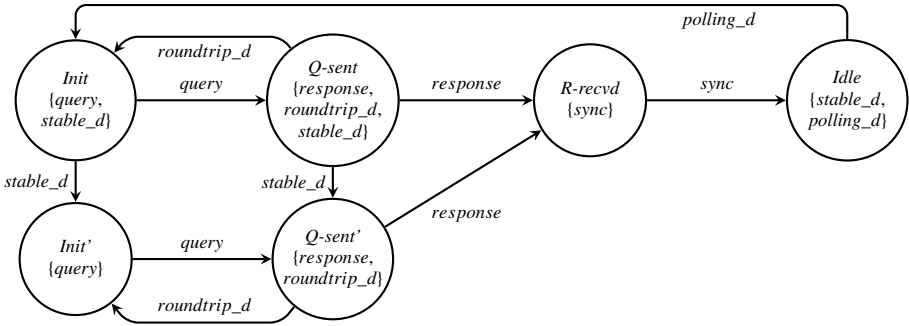 polling_d
roundtrip_d
Init
{query,
stable_d}
query
Q-sent
{response,
roundtrip_d,
stable_d}
response
R-recvd
{sync}
sync
Idle
{stable_d,
polling_d}
stable_d
stable_d
Init'
{query}
query
Q-sent'
{response,
roundtrip_d}
response
roundtrip_d